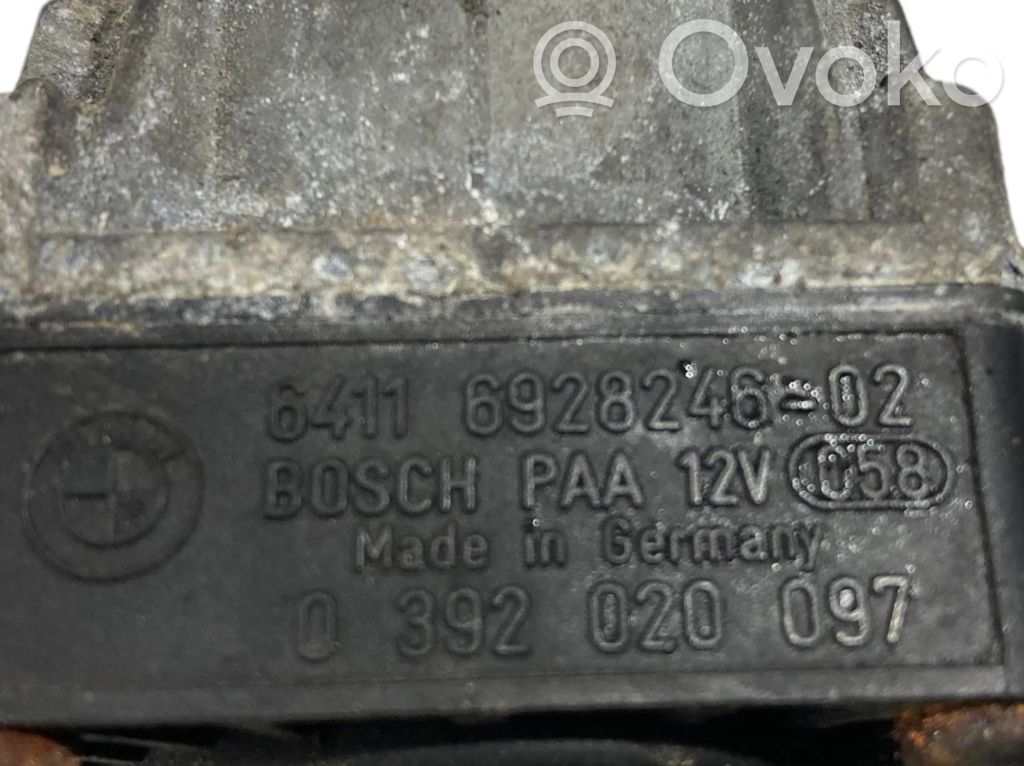 Ovoko
6411 6928246-02
BOSCH PAA 12V 058
Made in Germany
0 392 020 097